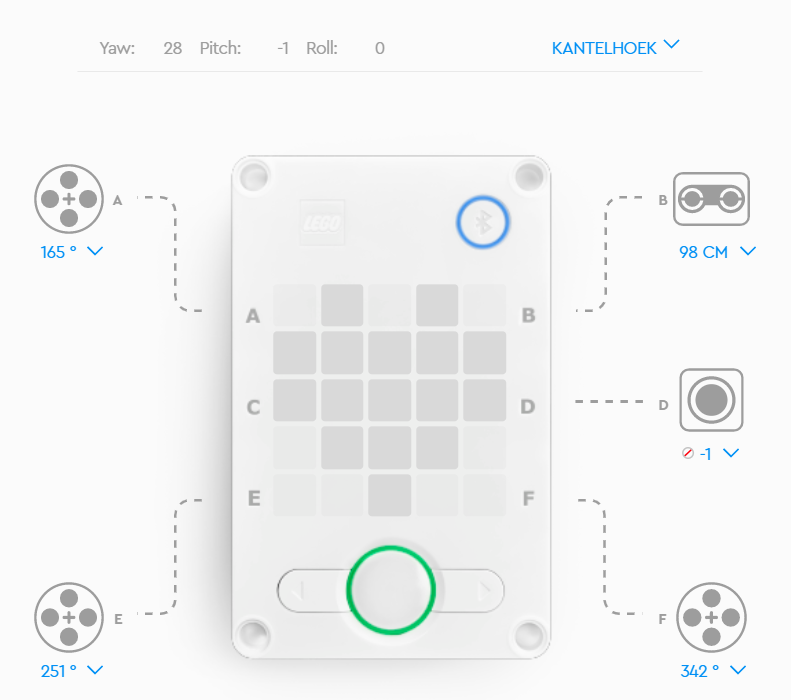 Yaw: 28 Pitch: -1 Roll: 0 KANTELHOEK
A
165 °
B
98 CM
LEGO
A B
C D
E F
D
-1
E
251 °
F
342 °